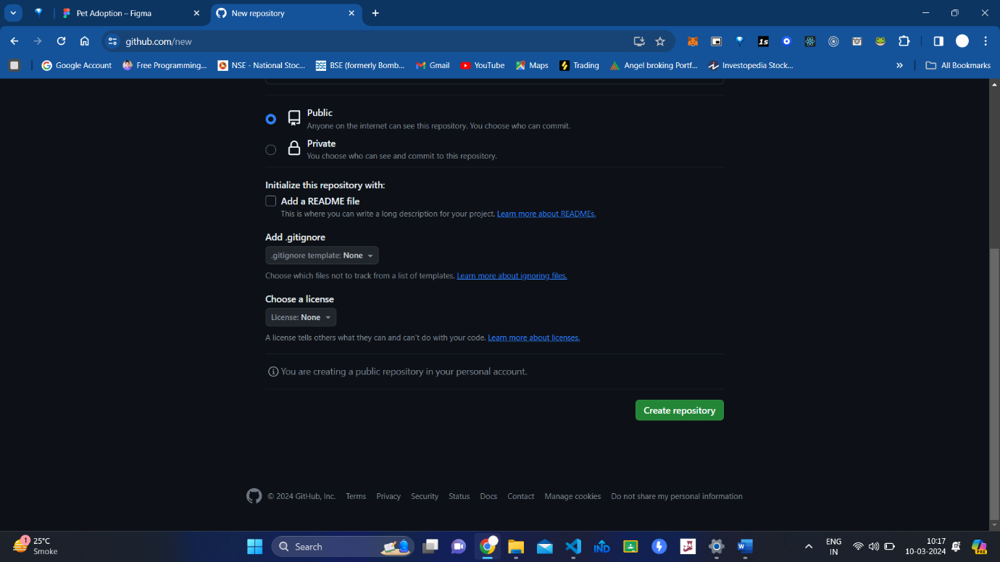 Pet Adoption – Figma
New repository
github.com/new
1s
Google Account
Free Programming...
NSE - National Stoc...
BSE (formerly Bomb...
Gmail
YouTube
Maps
Trading
Angel broking Portf...
Investopedia Stock...
All Bookmarks
Public
Anyone on the internet can see this repository. You choose who can commit.
Private
You choose who can see and commit to this repository.
Initialize this repository with:
Add a README file
This is where you can write a long description for your project. Learn more about READMEs.
Add .gitignore
.gitignore template: None
Choose which files not to track from a list of templates. Learn more about ignoring files.
Choose a license
License: None
A license tells others what they can and can't do with your code. Learn more about licenses.
You are creating a public repository in your personal account.
Create repository
© 2024 GitHub, Inc.
Terms
Privacy
Security
Status
Docs
Contact
Manage cookies
Do not share my personal information
1
25°C
Smoke
Search
IND
ENG
IN
10:17
10-03-2024
PRE